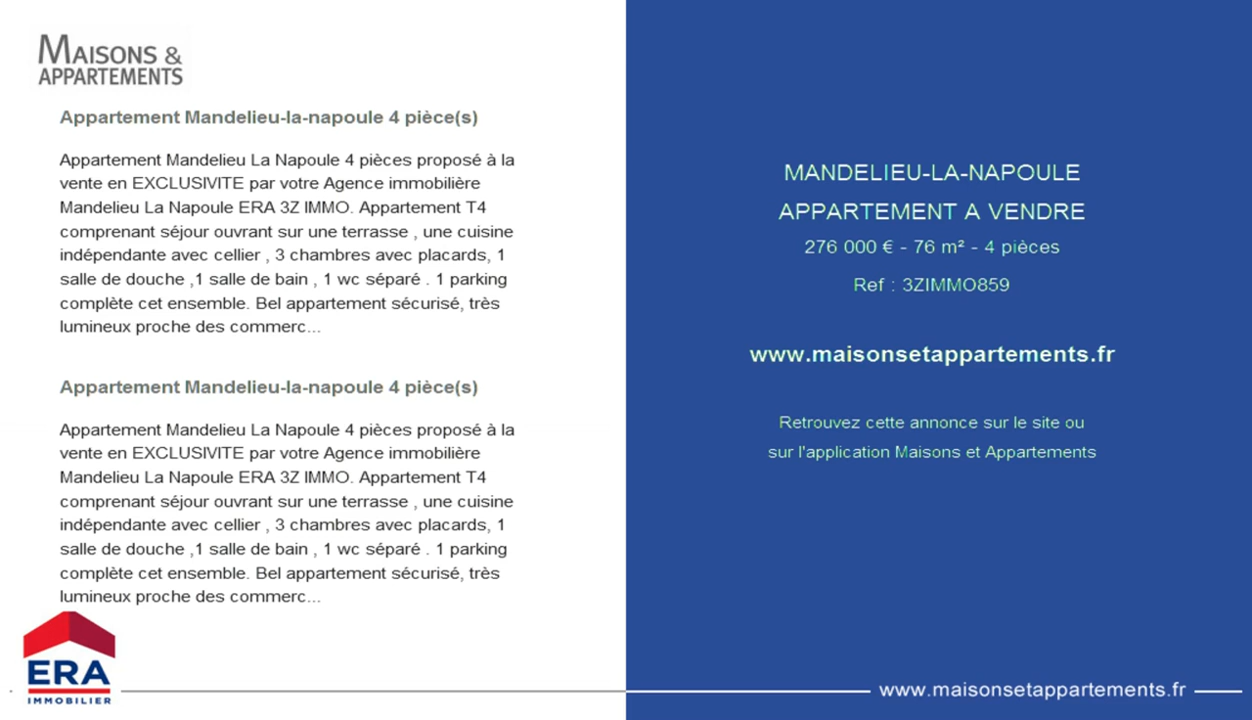 MAISONS &
APPARTEMENTS
Appartement Mandelieu-la-napoule 4 pièce(s)
Appartement Mandelieu La Napoule 4 pièces proposé à la
vente en EXCLUSIVITE par votre Agence immobilière
Mandelieu La Napoule ERA 3Z IMMO. Appartement T4
comprenant séjour ouvrant sur une terrasse , une cuisine
indépendante avec cellier , 3 chambres avec placards, 1
salle de douche ,1 salle de bain , 1 wc séparé . 1 parking
complète cet ensemble. Bel appartement sécurisé, très
lumineux proche des commerc...
Appartement Mandelieu-la-napoule 4 pièce(s)
Appartement Mandelieu La Napoule 4 pièces proposé à la
vente en EXCLUSIVITE par votre Agence immobilière
Mandelieu La Napoule ERA 3Z IMMO. Appartement T4
comprenant séjour ouvrant sur une terrasse , une cuisine
indépendante avec cellier , 3 chambres avec placards, 1
salle de douche ,1 salle de bain , 1 wc séparé . 1 parking
complète cet ensemble. Bel appartement sécurisé, très
lumineux proche des commerc...
ERA
IMMOBILIER
MANDELIEU-LA-NAPOULE
APPARTEMENT A VENDRE
276 000 € - 76 m² - 4 pièces
Ref : 3ZIMMO859
www.maisonsetappartements.fr
Retrouvez cette annonce sur le site ou
sur l'application Maisons et Appartements
www.maisonsetappartements.fr